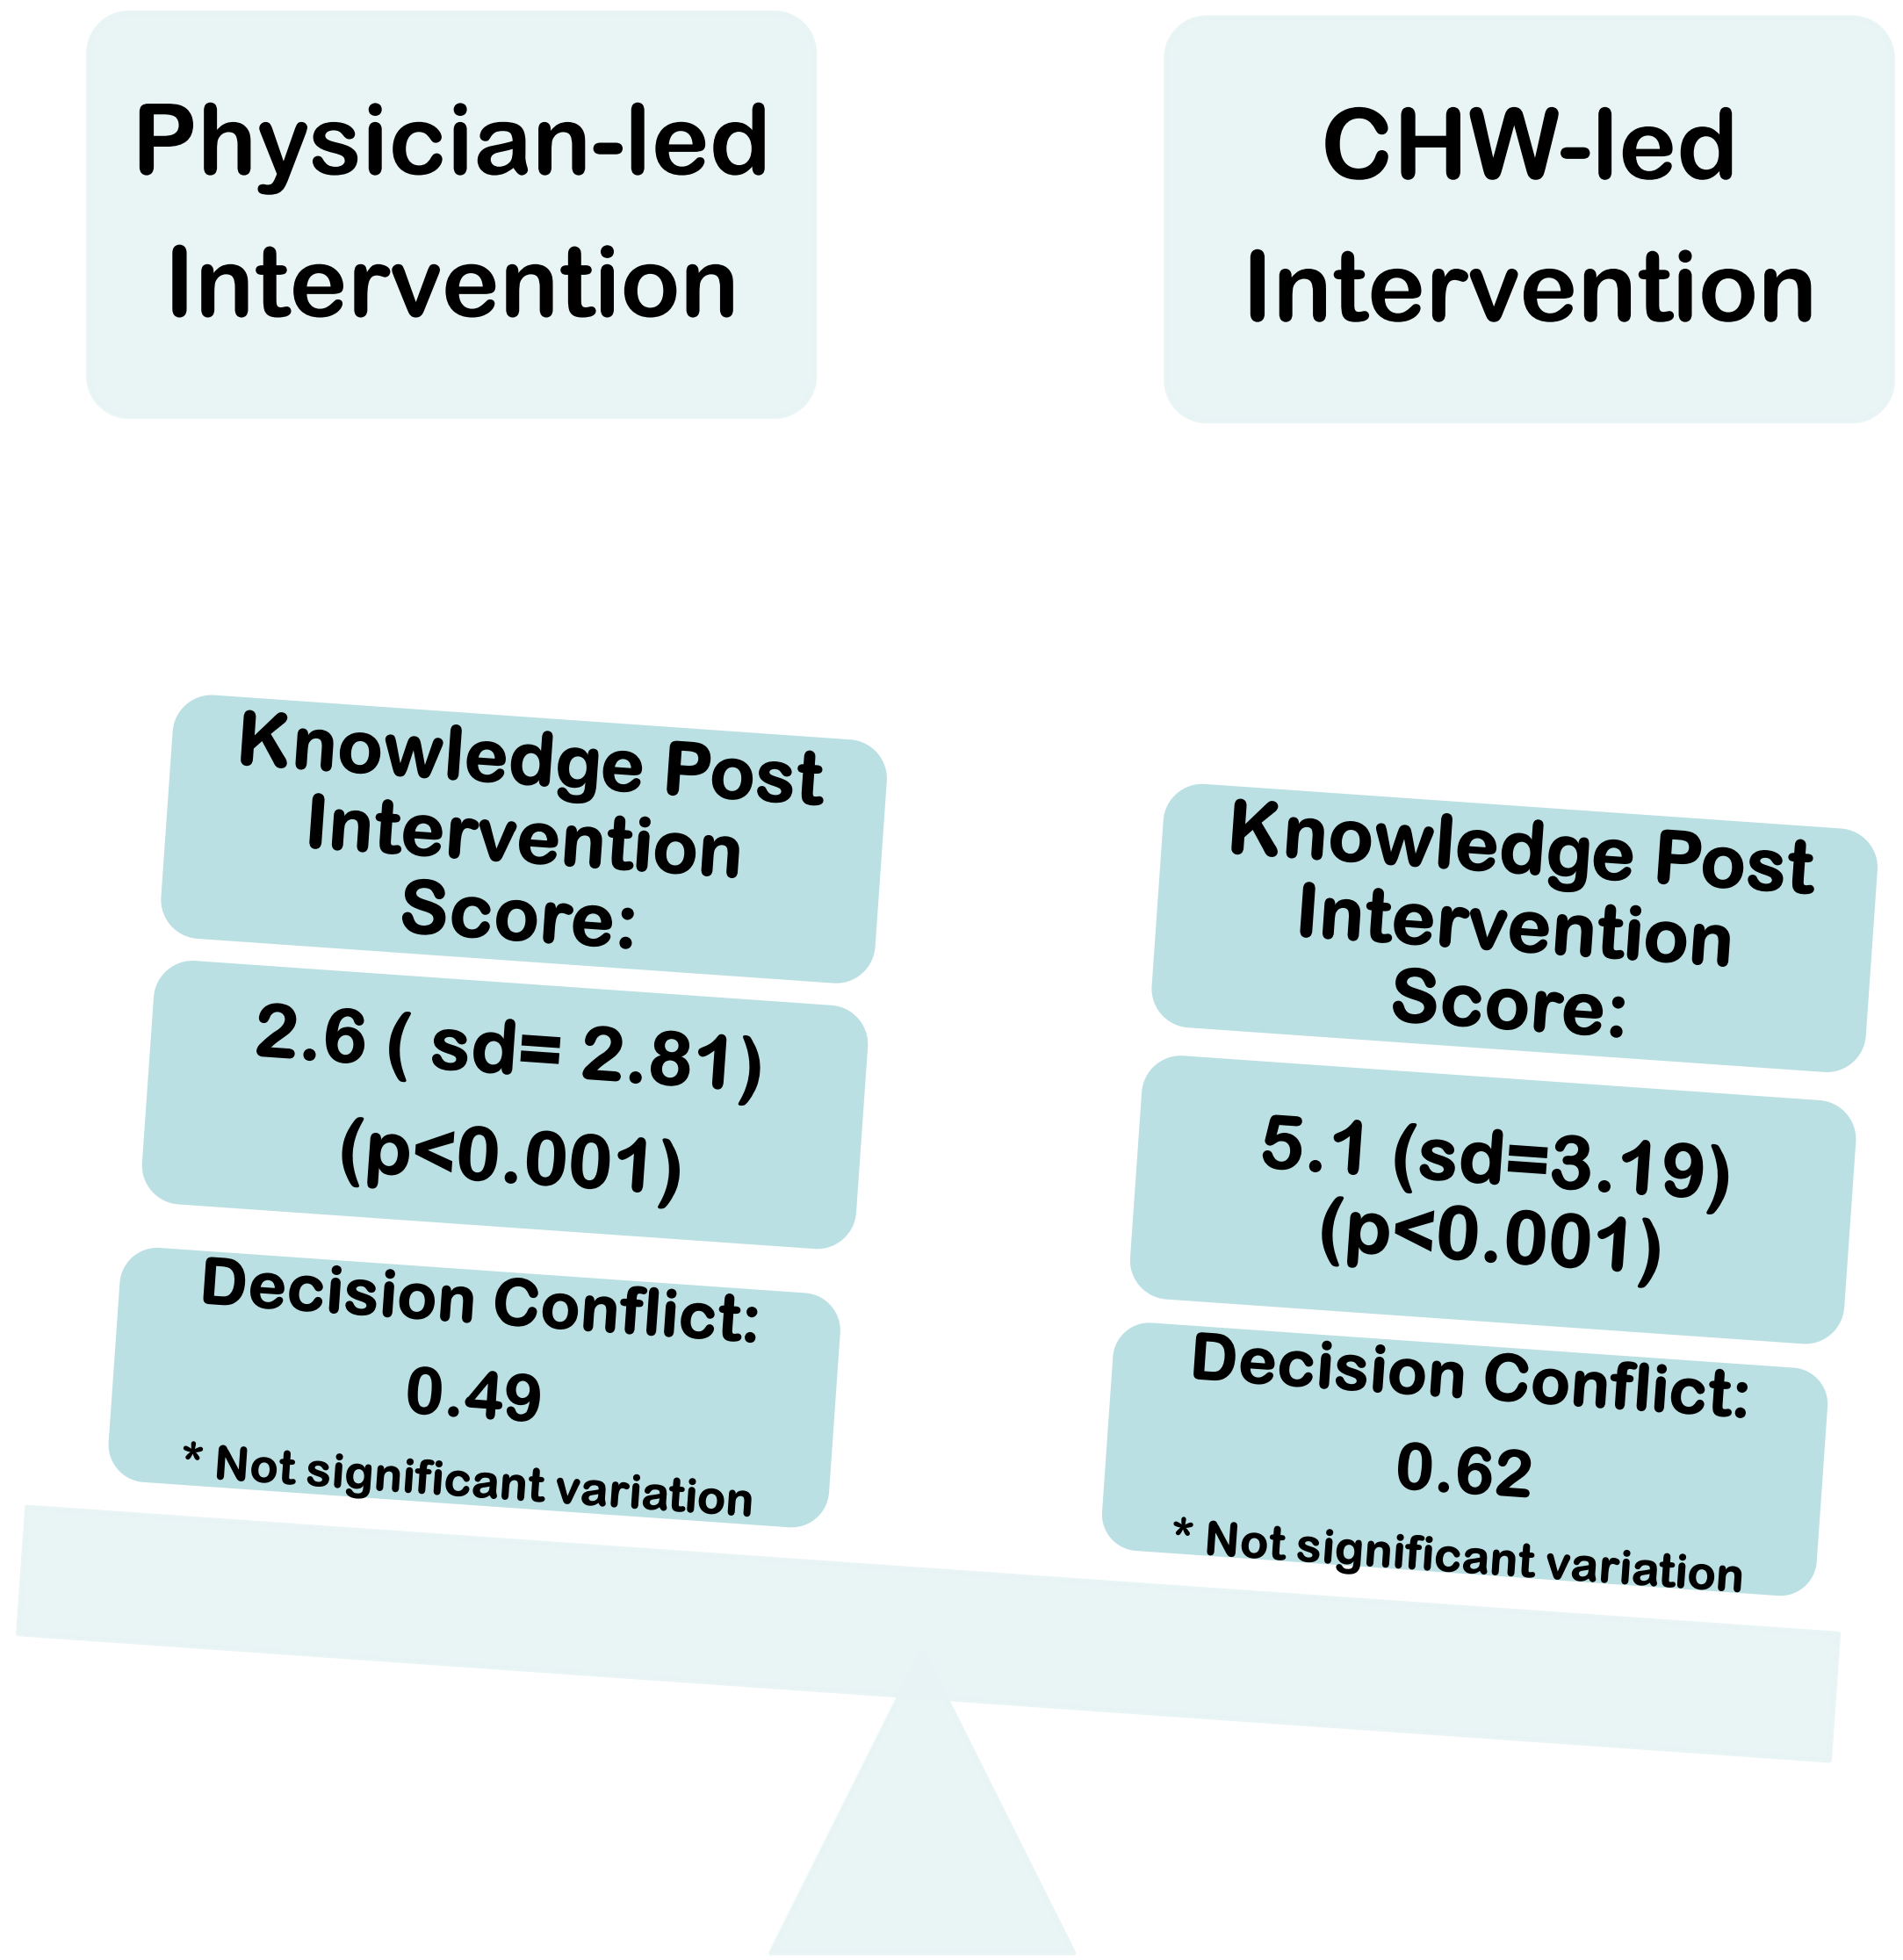 Physician-led
Intervention
CHW-led
Intervention
Knowledge Post
Intervention
Score:
2.6 ( sd= 2.81)
(p<0.001)
Decision Conflict:
0.49
* Not significant variation
Knowledge Post
Intervention
Score:
5.1 (sd=3.19)
(p<0.001)
Decision Conflict:
0.62
* Not significant variation